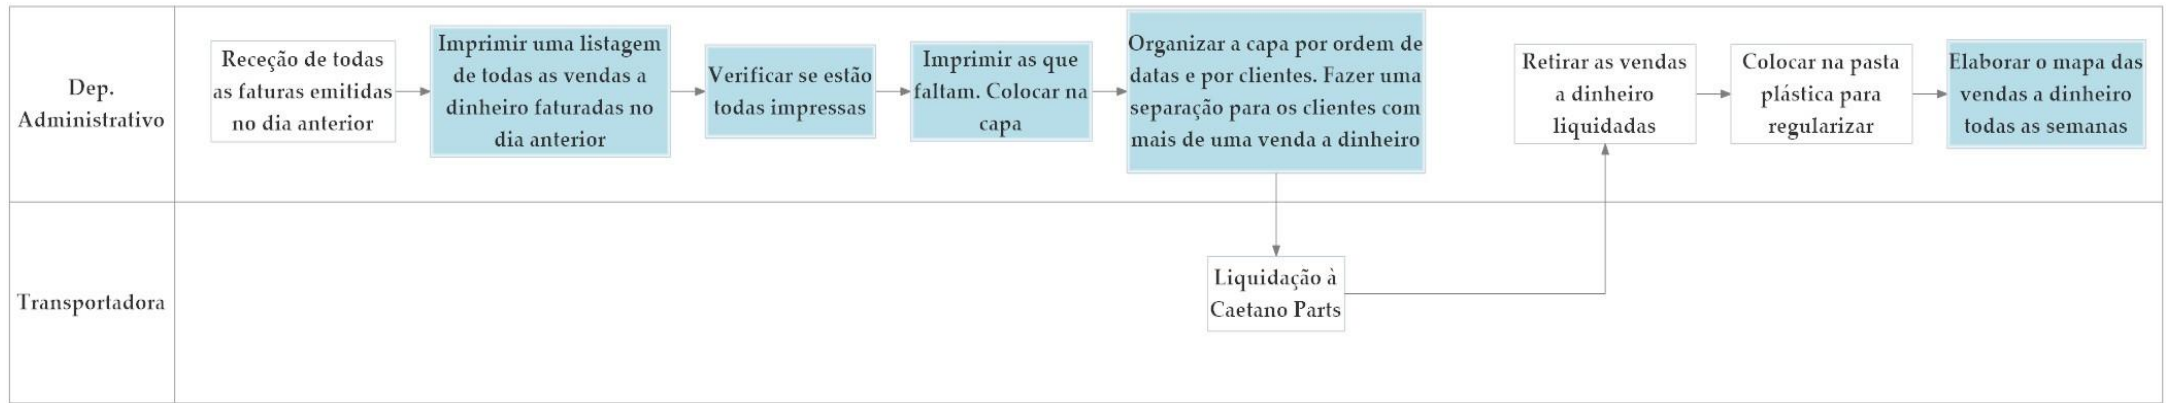 Dep.
Administrativo
Receção de todas
as faturas emitidas
no dia anterior
Imprimir uma listagem
de todas as vendas a
dinheiro faturadas no
dia anterior
Verificar se estão
todas impressas
Imprimir as que
faltam. Colocar na
capa
Organizar a capa por ordem de
datas e por clientes. Fazer uma
separação para os clientes com
mais de uma venda a dinheiro
Retirar as vendas
a dinheiro
liquidadas
Colocar na pasta
plástica para
regularizar
Elaborar o mapa das
vendas a dinheiro
todas as semanas
Transportadora
Liquidação à
Caetano Parts